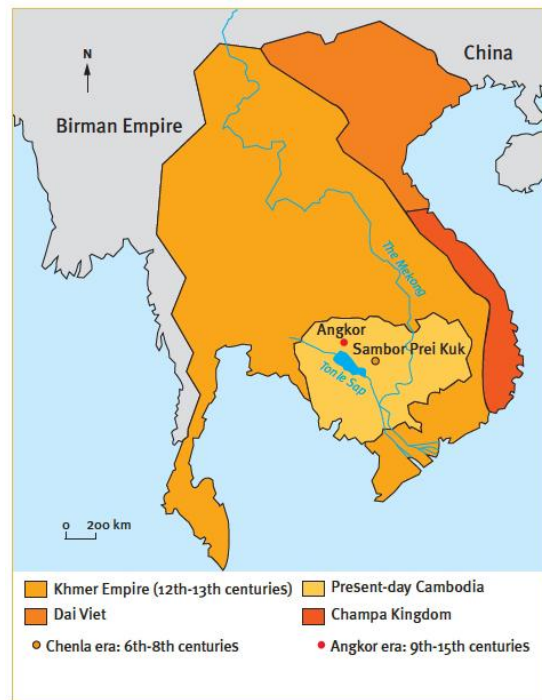 N
China
Birman Empire
The Mekong
Angkor
Sambor Prei Kuk
Tonle Sap
0 200 km
Khmer Empire (12th-13th centuries)
Present-day Cambodia
Dai Viet
Champa Kingdom
Chenla era: 6th-8th centuries
Angkor era: 9th-15th centuries